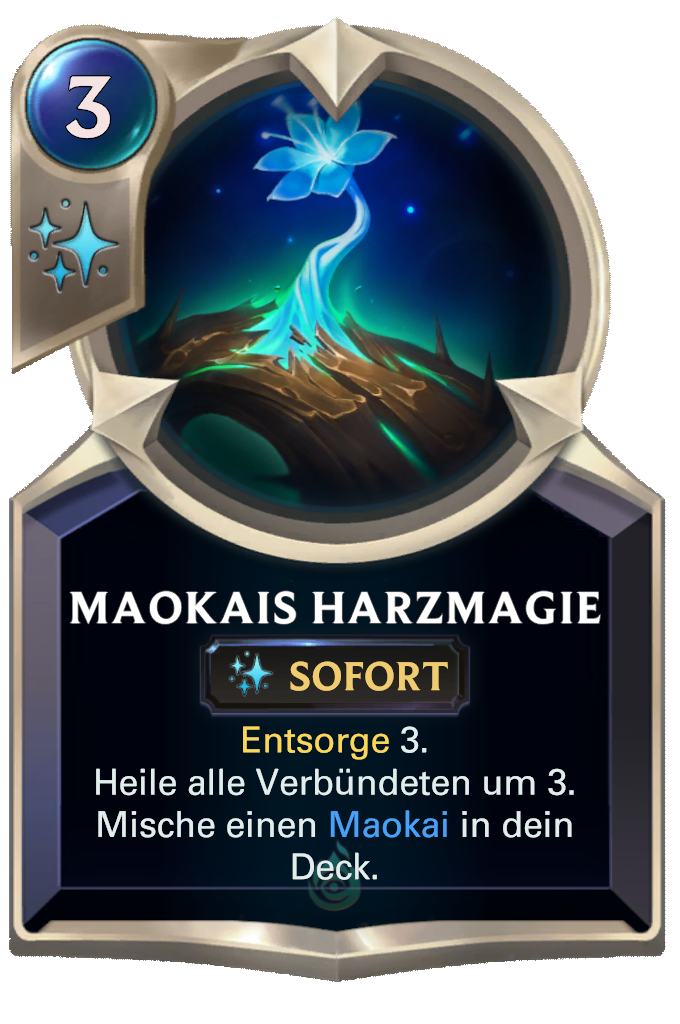 3
MAOKAIS HARZMAGIE
SOFORT
Entsorge 3.
Heile alle Verbündeten um 3.
Mische einen Maokai in dein
Deck.